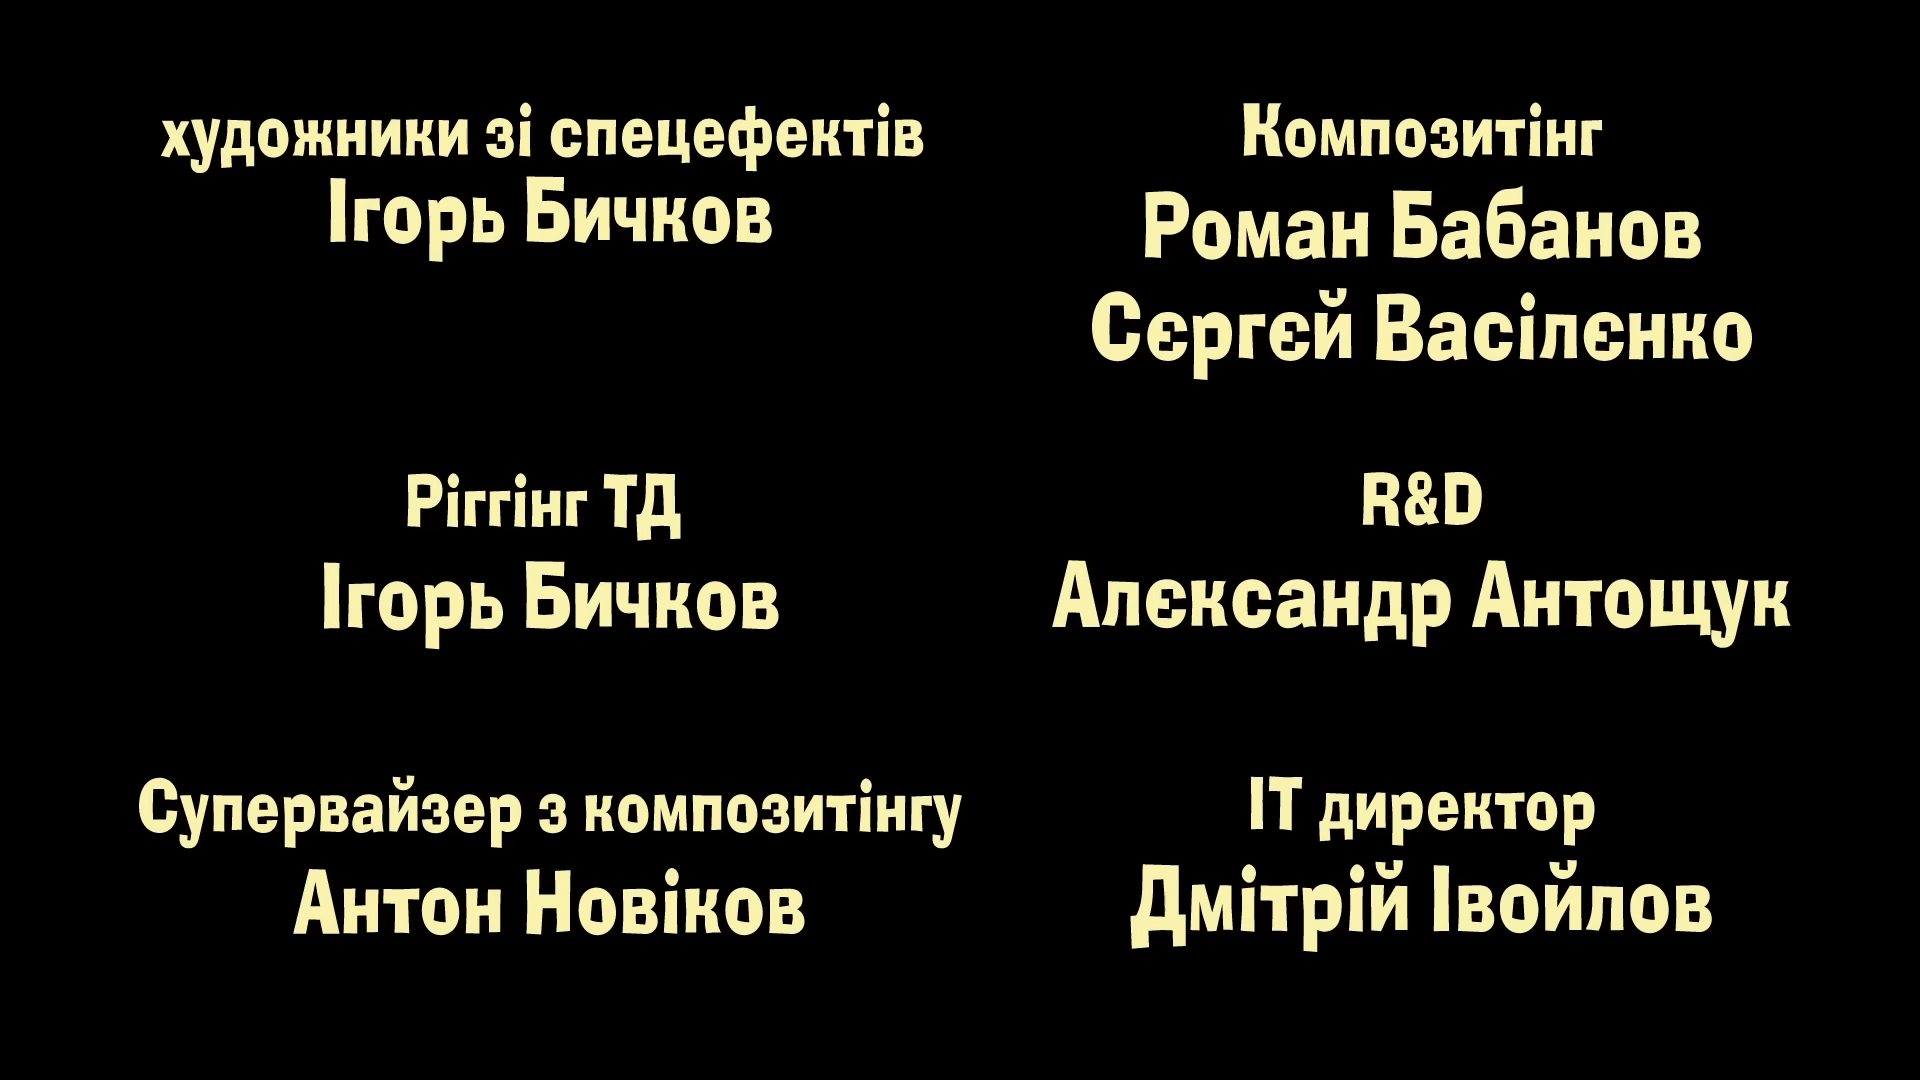 художники зі спецефектів
Ігорь Бичков
Композитінг
Роман Бабанов
Сєргєй Васілєнко
Ріггінг ТД
Ігорь Бичков
R&D
Алєксандр Антощук
Супервайзер з композитінгу
Антон Новіков
ІТ директор
Дмітрій Івойлов